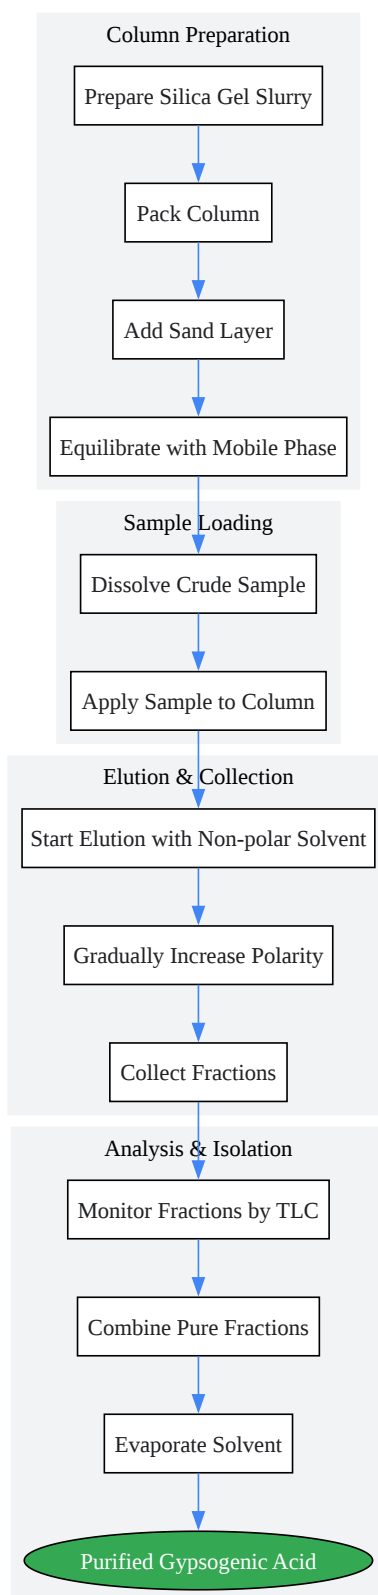 Column Preparation
Prepare Silica Gel Slurry
Pack Column
Add Sand Layer
Equilibrate with Mobile Phase
Sample Loading
Dissolve Crude Sample
Apply Sample to Column
Elution & Collection
Start Elution with Non-polar Solvent
Gradually Increase Polarity
Collect Fractions
Analysis & Isolation
Monitor Fractions by TLC
Combine Pure Fractions
Evaporate Solvent
Purified Gypsogenic Acid